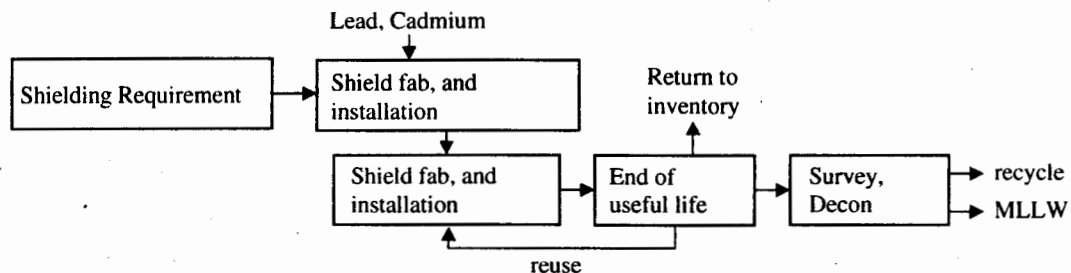 Lead, Cadmium
Shielding Requirement
Shield fab, and
installation
Return to
inventory
Shield fab, and
installation
End of
useful life
Survey,
Decon
recycle
MLLW
reuse